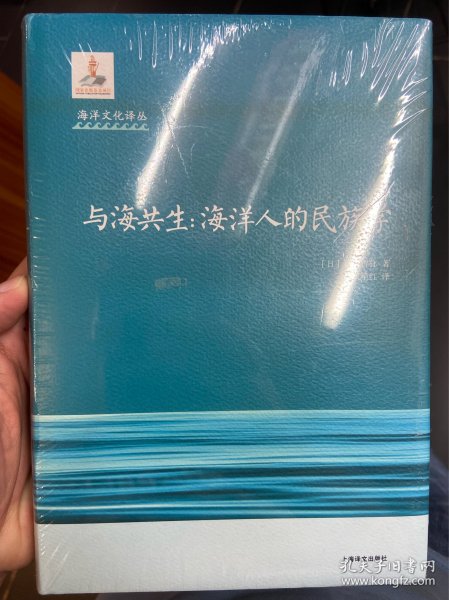 海洋文化译丛
与海共生:海洋人的民族学
[日]
著
译
上海译文出版社
孔夫子旧书网
www.kongfz.com